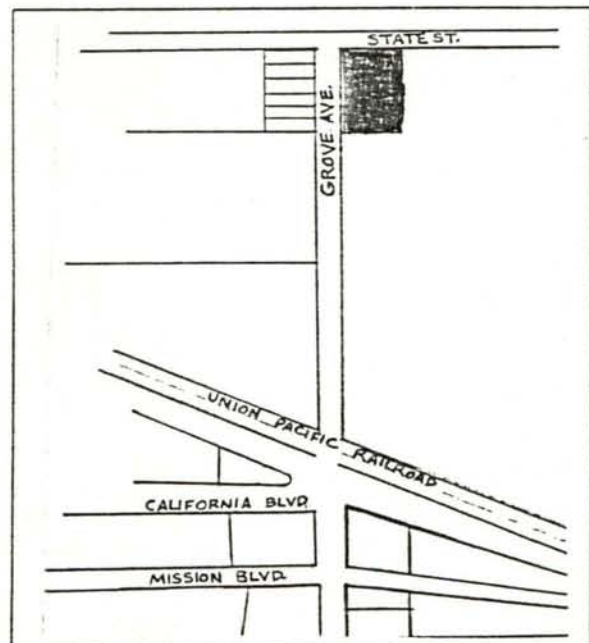 STATE ST.
GROVE AVE.
UNION PACIFIC RAILROAD
CALIFORNIA BLVD.
MISSION BLVD.